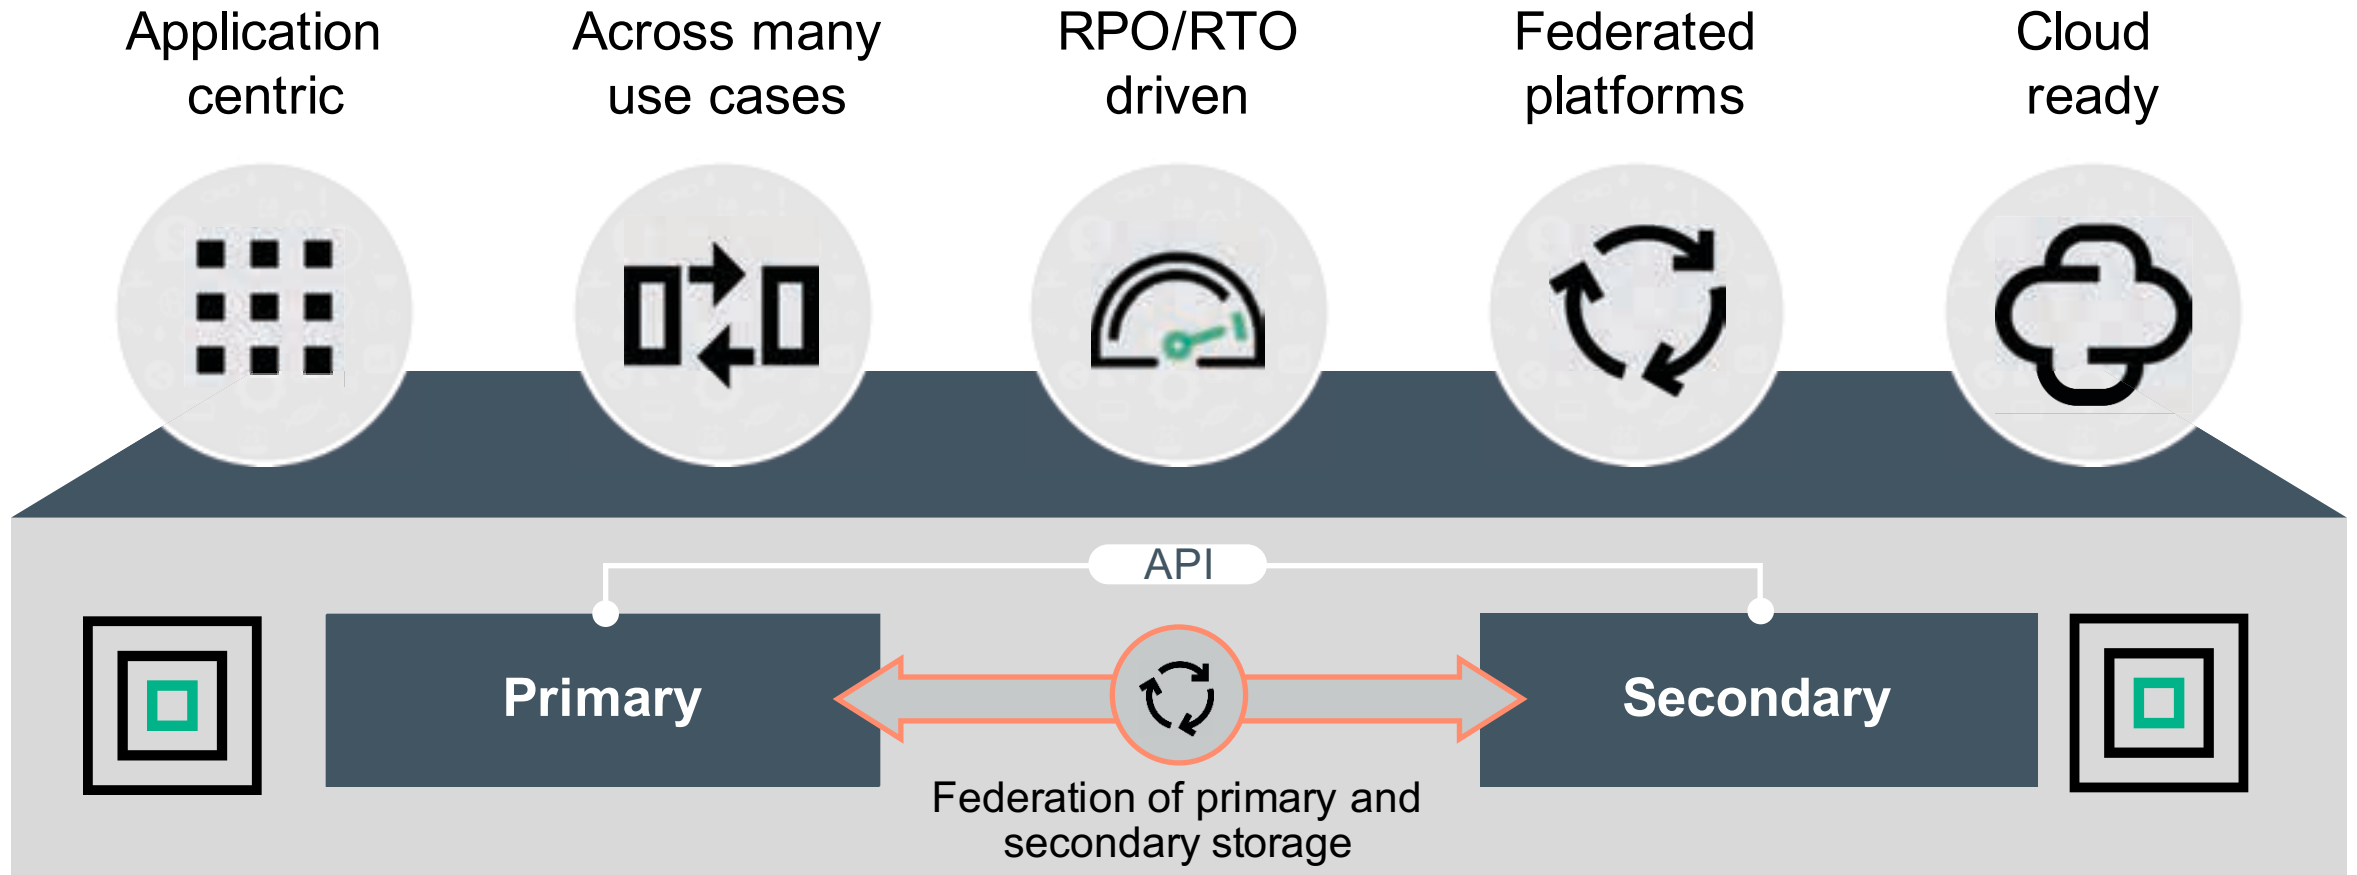 Application
centric
Across many
use cases
RPO/RTO
driven
Federated
platforms
Cloud
ready
API
Primary
Secondary
Federation of primary and
secondary storage